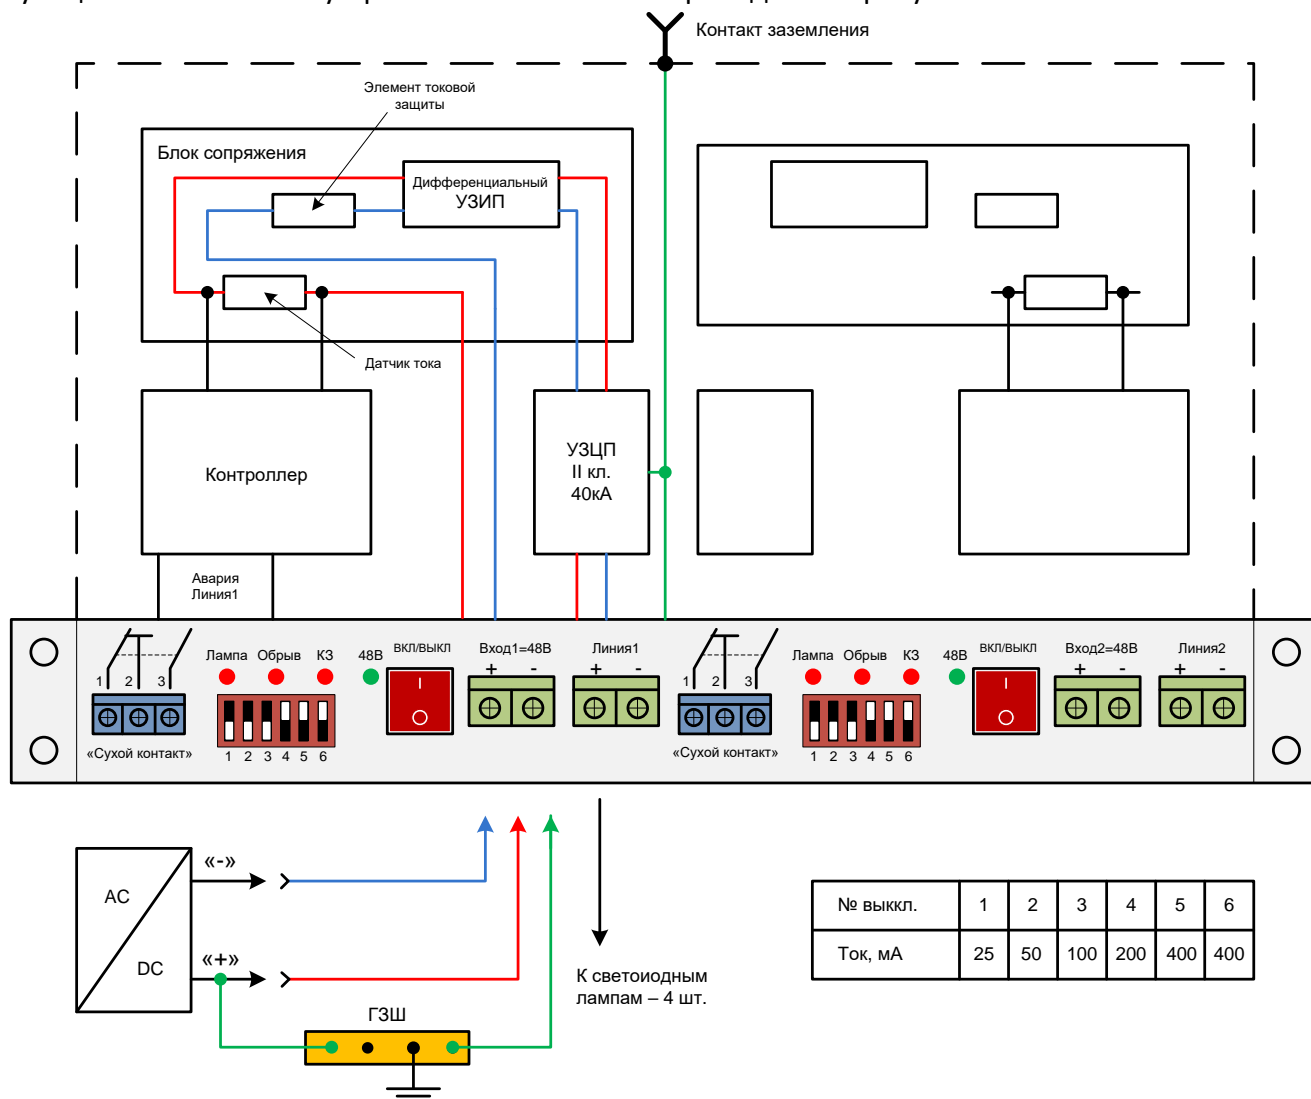 Контакт заземления
Элемент токовой
защиты
Блок сопряжения
Дифференциальный
УЗИП
Датчик тока
Контроллер
УЗЦП
II кл.
40кА
Авария
Линия1
Лампа Обрыв КЗ 48В ВКЛ/ВЫКЛ Вход1=48В Линия1
+ - + -
1 2 3
«Сухой контакт»
1 2 3 4 5 6
Лампа Обрыв КЗ 48В ВКЛ/ВЫКЛ Вход2=48В Линия2
+ - + -
1 2 3
«Сухой контакт»
1 2 3 4 5 6
AC
DC
«-»
«+»
ГЗШ
К светоиодным
лампам – 4 шт.
№ выккл. 1 2 3 4 5 6
Ток, мА 25 50 100 200 400 400